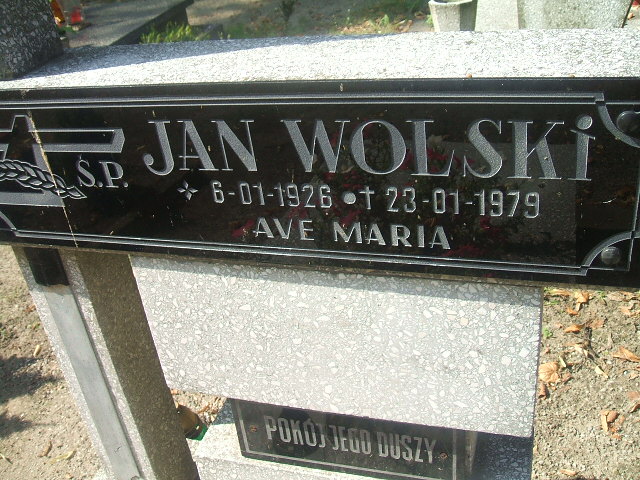 Ś.P. JAN WOLSKi
6-01-1926 • ✝ 23-01-1979
AVE MARIA
POKÓJ JEGO DUSZY